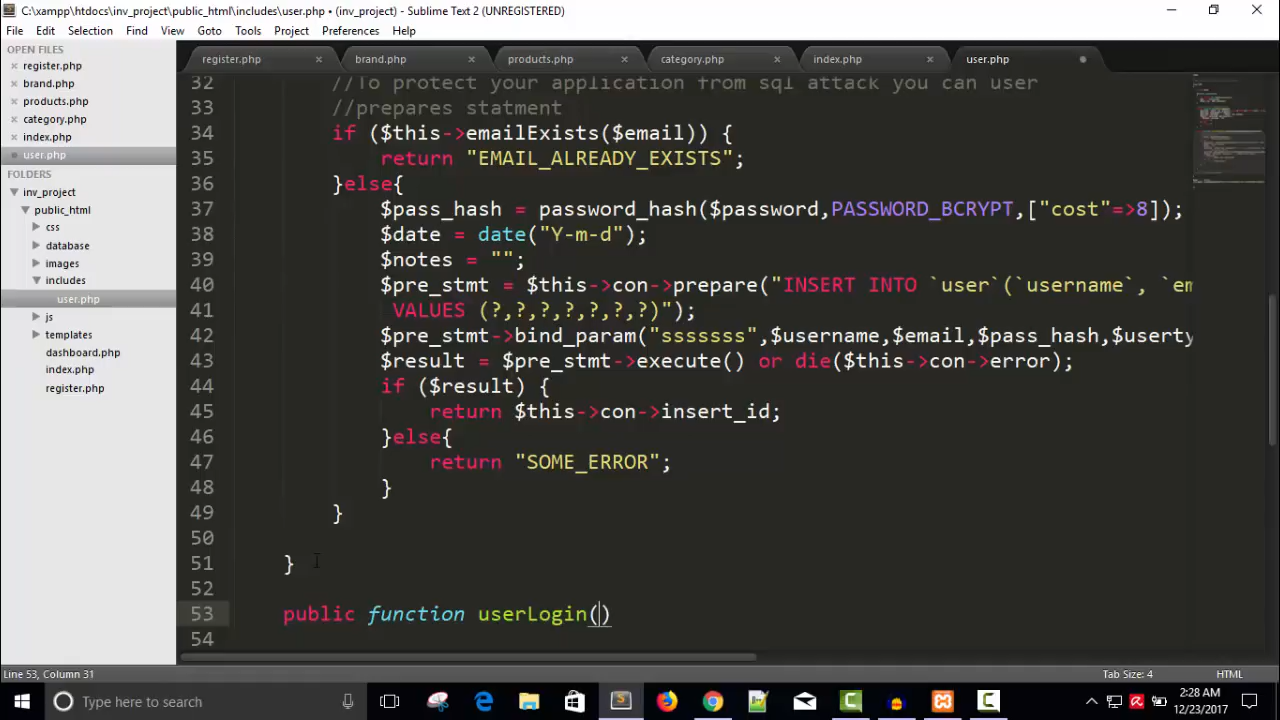 C:\xampp\htdocs\inv_project\public_html\includes\user.php • (inv_project) - Sublime Text 2 (UNREGISTERED)
File Edit Selection Find View Goto Tools Project Preferences Help
OPEN FILES
register.php
brand.php
products.php
category.php
index.php
user.php
FOLDERS
inv_project
public_html
css
database
images
includes
user.php
js
templates
dashboard.php
index.php
register.php
register.php brand.php products.php category.php index.php user.php
32 //To protect your application from sql attack you can user
33 //prepares statment
34 if ($this->emailExists($email)) {
35 return "EMAIL_ALREADY_EXISTS";
36 }else{
37 $pass_hash = password_hash($password,PASSWORD_BCRYPT,["cost"=>8]);
38 $date = date("Y-m-d");
39 $notes = "";
40 $pre_stmt = $this->con->prepare("INSERT INTO `user`(`username`, `em
41 VALUES (?,?,?,?,?,?,?)");
42 $pre_stmt->bind_param("sssssss",$username,$email,$pass_hash,$userty
43 $result = $pre_stmt->execute() or die($this->con->error);
44 if ($result) {
45 return $this->con->insert_id;
46 }else{
47 return "SOME_ERROR";
48 }
49 }
50
51 }
52
53 public function userLogin()
54
Line 53, Column 31 Tab Size: 4 HTML
Type here to search
2:28 AM
12/23/2017